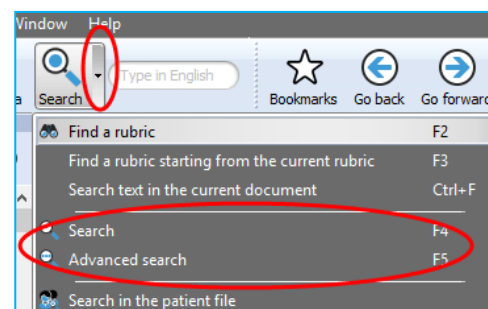 Window Help
Type in English
a Search Bookmarks Go back Go forward
Find a rubric F2
Find a rubric starting from the current rubric F3
Search text in the current document Ctrl+F
Search F4
Advanced search F5
Search in the patient file